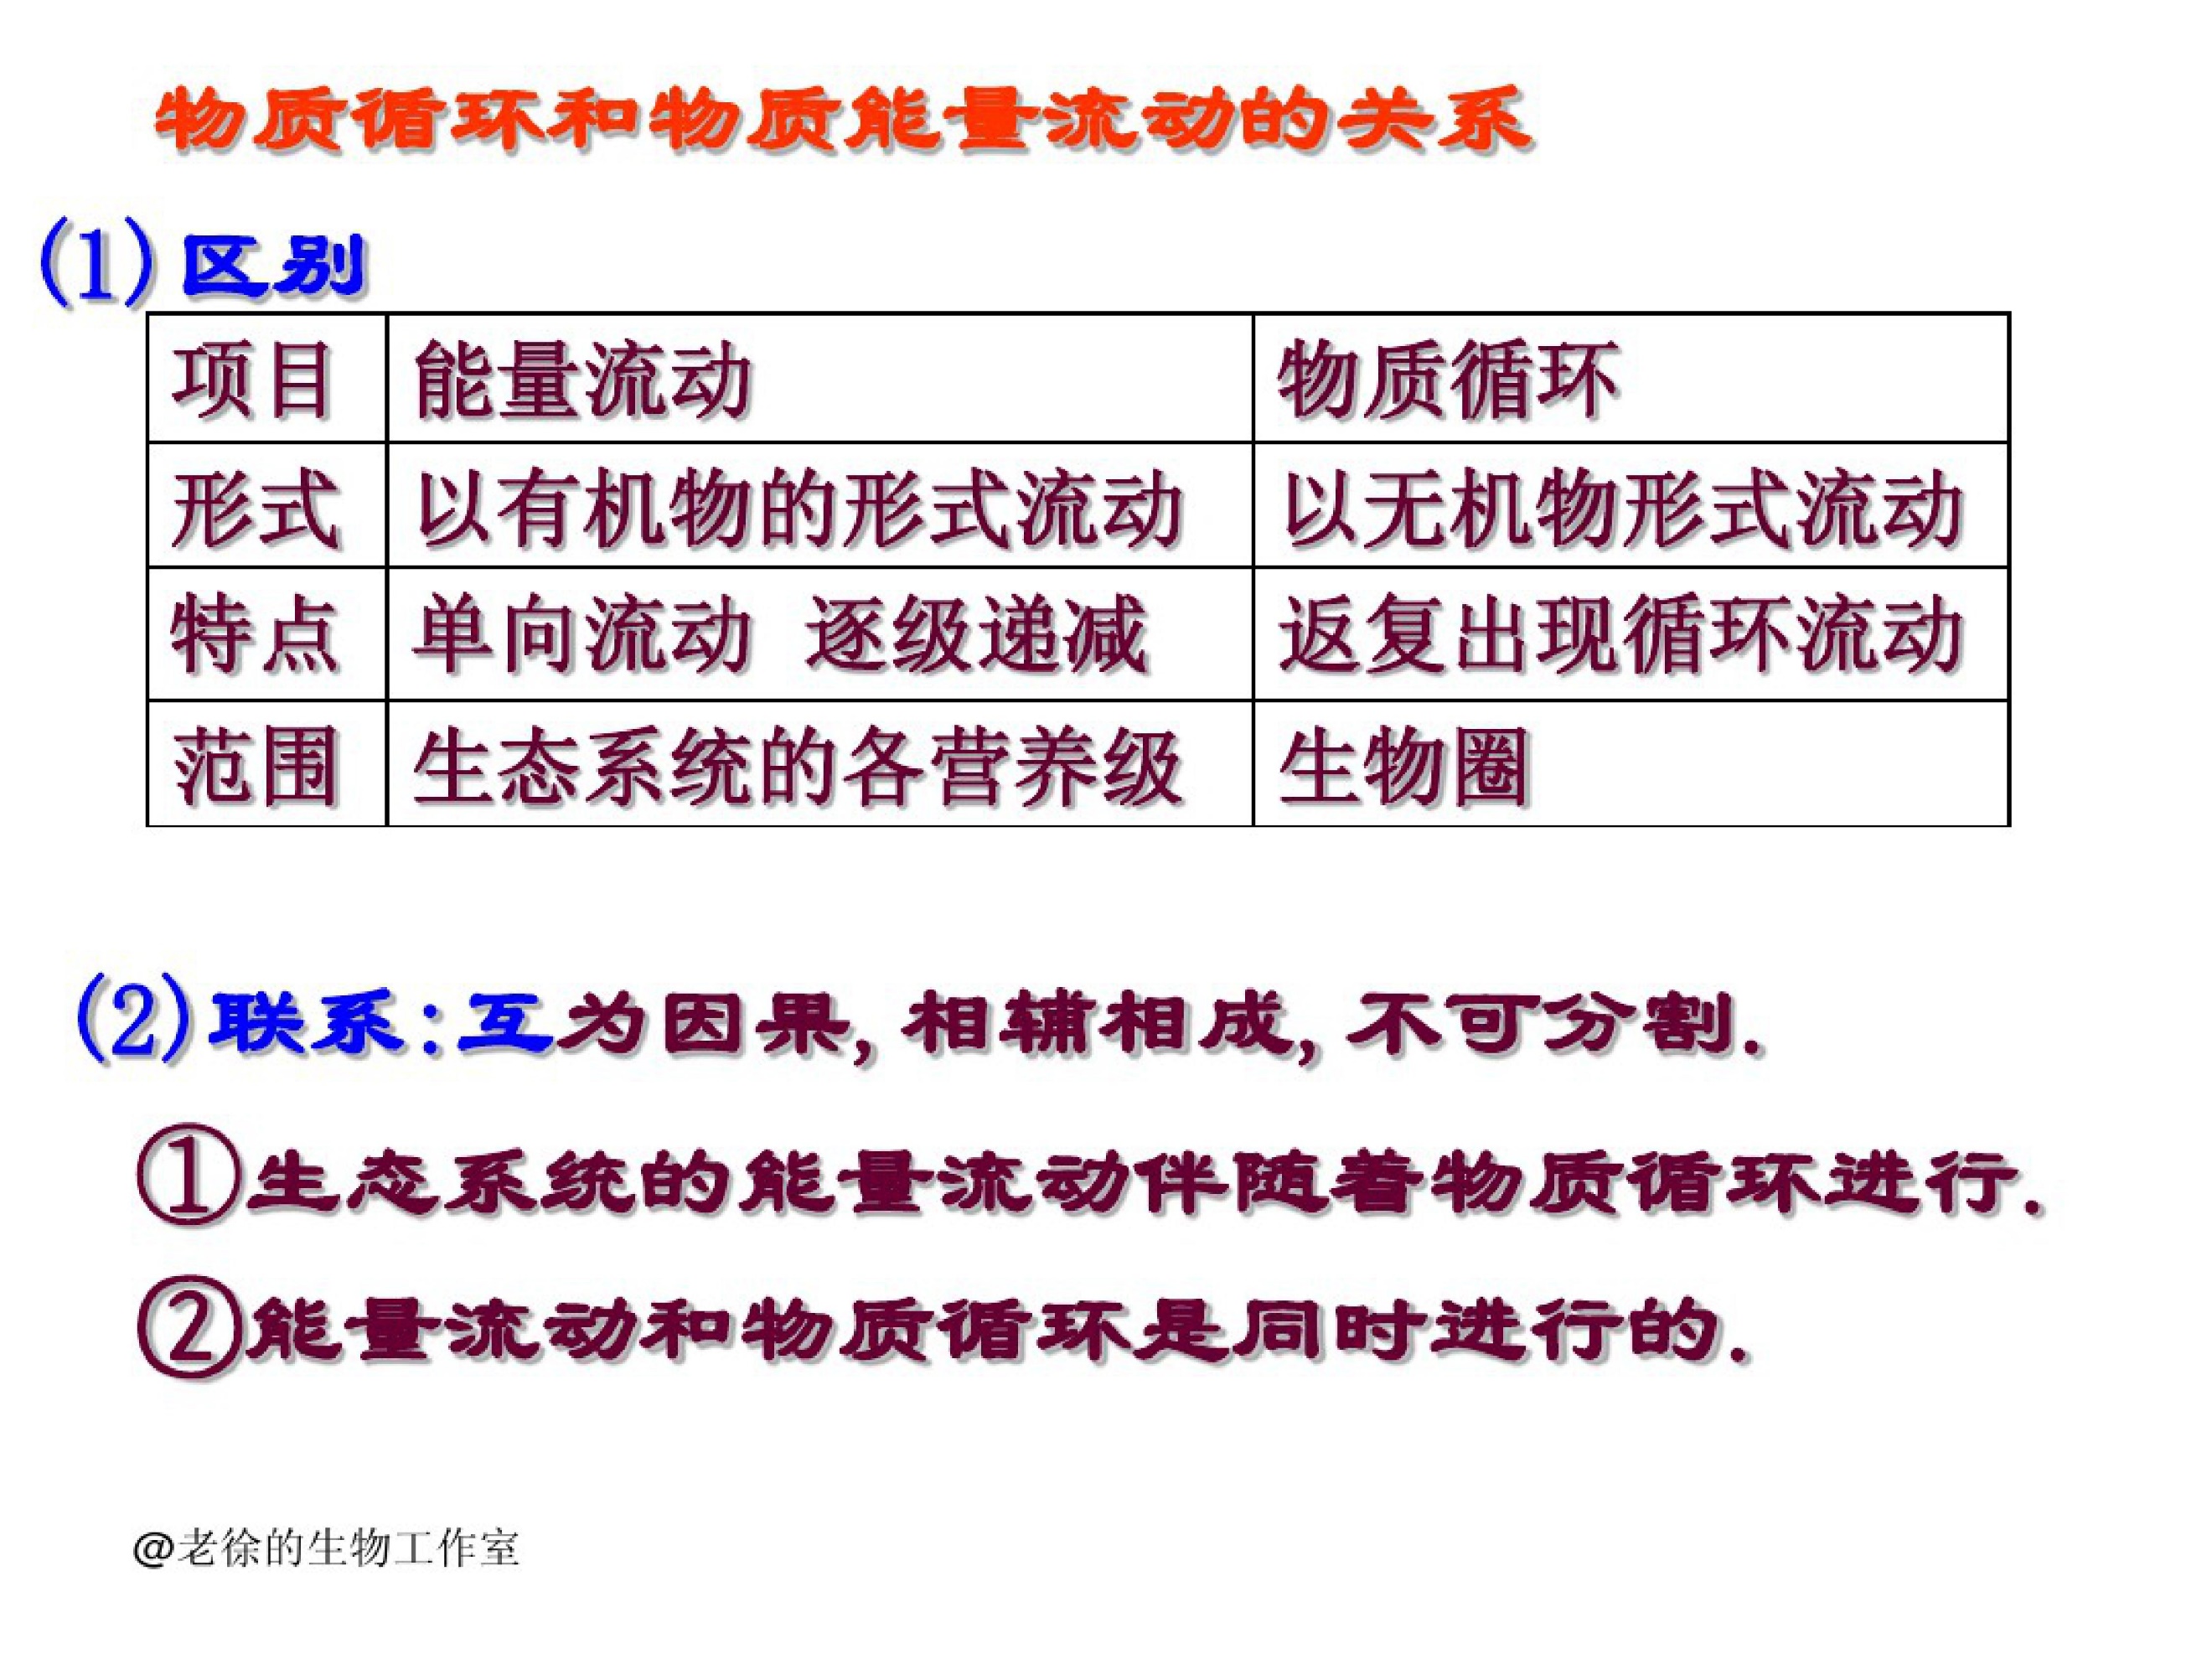 物质循环和物质能量流动的关系
(1)区别
项目 能量流动 物质循环
形式 以有机物的形式流动 以无机物形式流动
特点 单向流动 逐级递减 返复出现循环流动
范围 生态系统的各营养级 生物圈
(2)联系:互为因果,相辅相成,不可分割.
①生态系统的能量流动伴随着物质循环进行.
②能量流动和物质循环是同时进行的.
@老徐的生物工作室